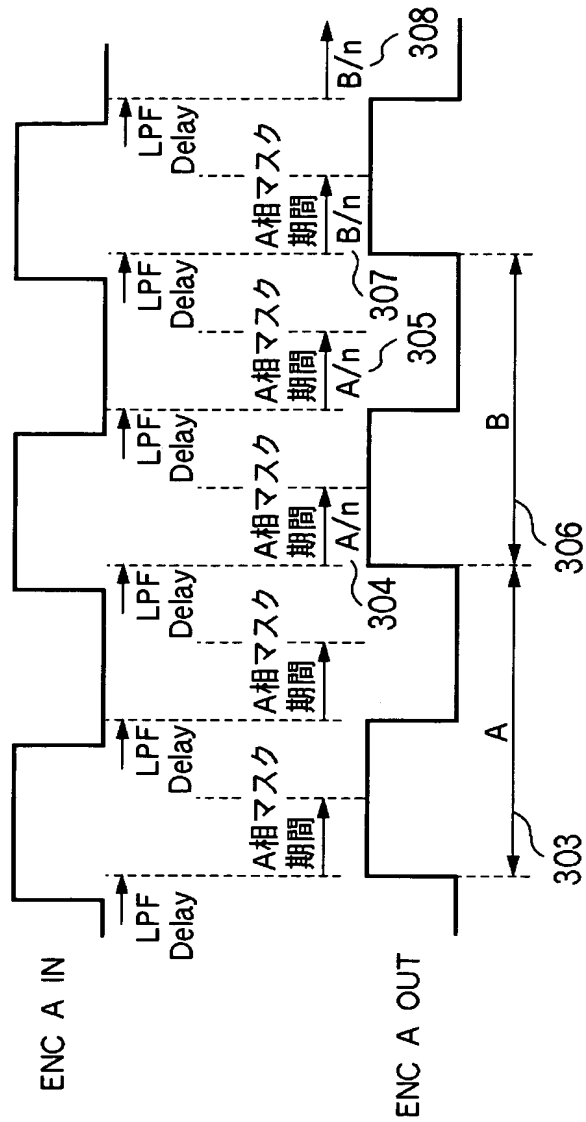 ENC A IN
LPF
Delay
LPF
Delay
LPF
Delay
LPF
Delay
LPF
Delay
LPF
Delay
A相マスク
期間
A相マスク
期間
A相マスク
期間
A相マスク
期間
A相マスク
期間
A/n
304
A/n
305
B/n
307
B/n
308
ENC A OUT
A
303
B
306